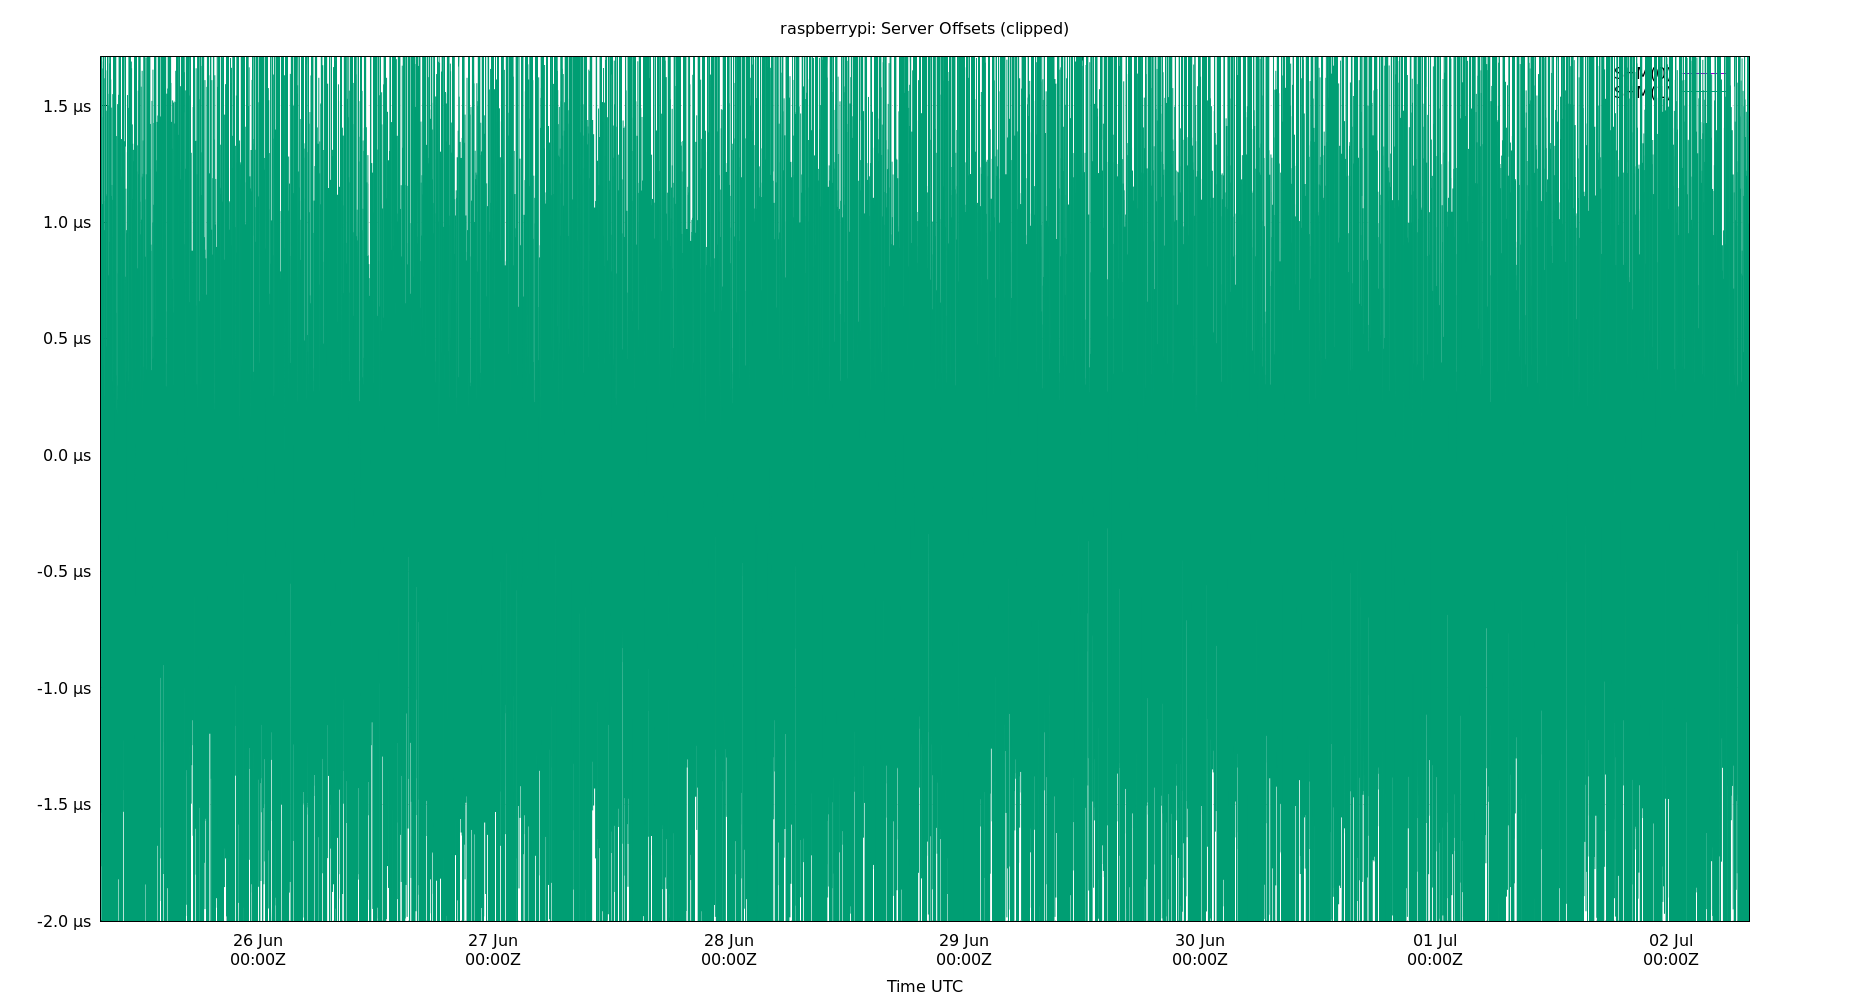 raspberrypi: Server Offsets (clipped)
1.5 µs
1.0 µs
0.5 µs
0.0 µs
-0.5 µs
-1.0 µs
-1.5 µs
-2.0 µs
26 Jun
00:00Z
27 Jun
00:00Z
28 Jun
00:00Z
29 Jun
00:00Z
30 Jun
00:00Z
01 Jul
00:00Z
02 Jul
00:00Z
Time UTC